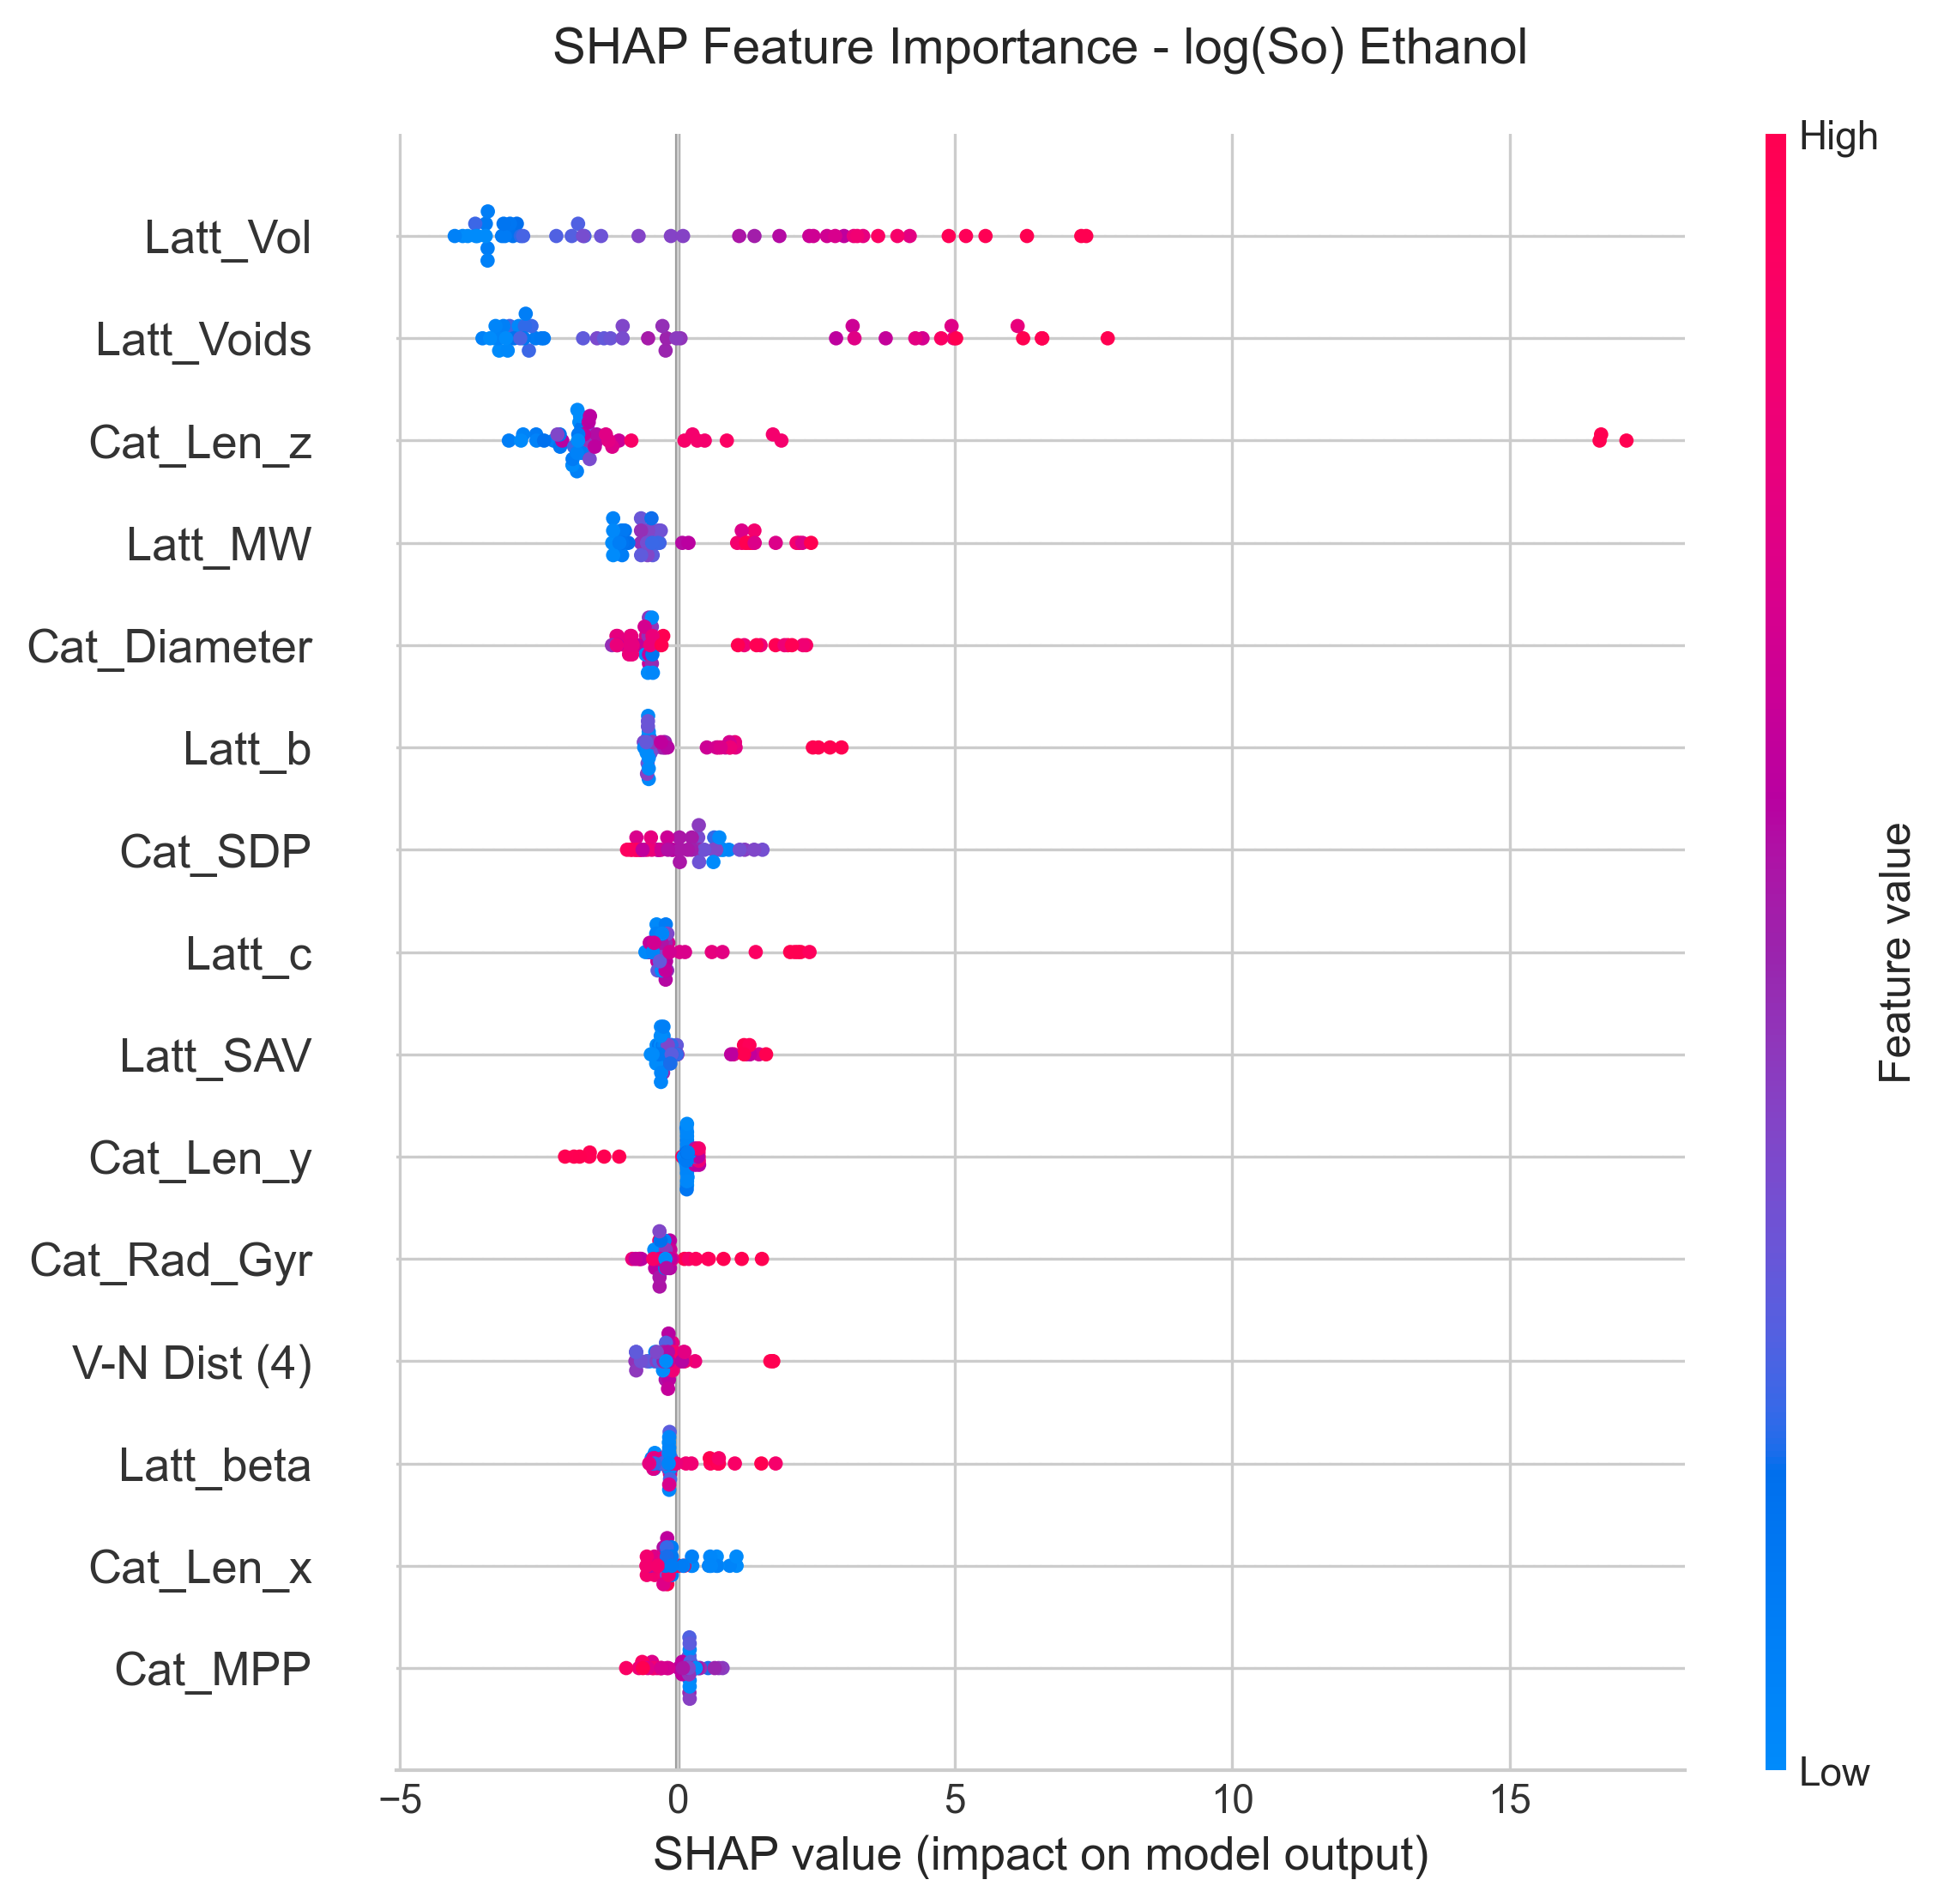 SHAP Feature Importance - log(So) Ethanol
High
Latt_Vol
Latt_Voids
Cat_Len_z
Latt_MW
Cat_Diameter
Latt_b
Cat_SDP
Latt_c
Latt_SAV
Cat_Len_y
Cat_Rad_Gyr
V-N Dist (4)
Latt_beta
Cat_Len_x
Cat_MPP
Feature value
Low
−5 0 5 10 15
SHAP value (impact on model output)